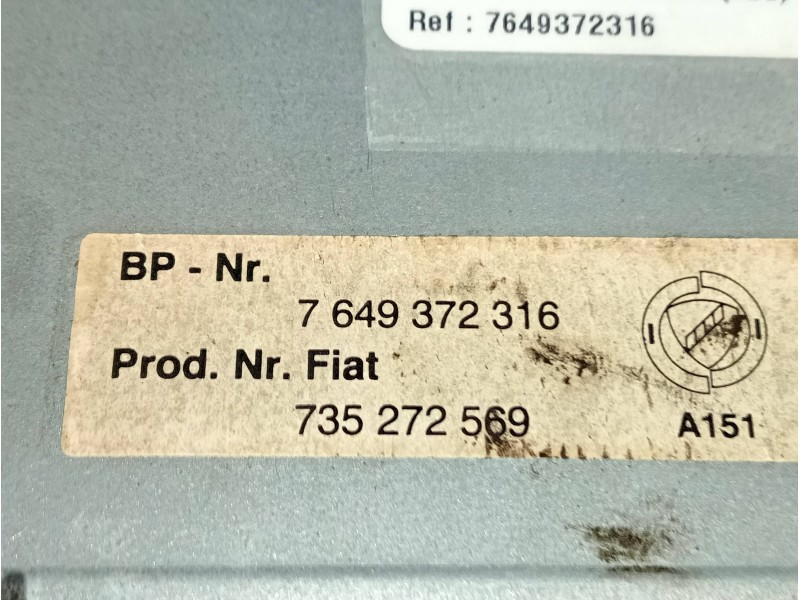 Ref : 7649372316
BP - Nr.
7 649 372 316
Prod. Nr. Fiat
735 272 569
A151